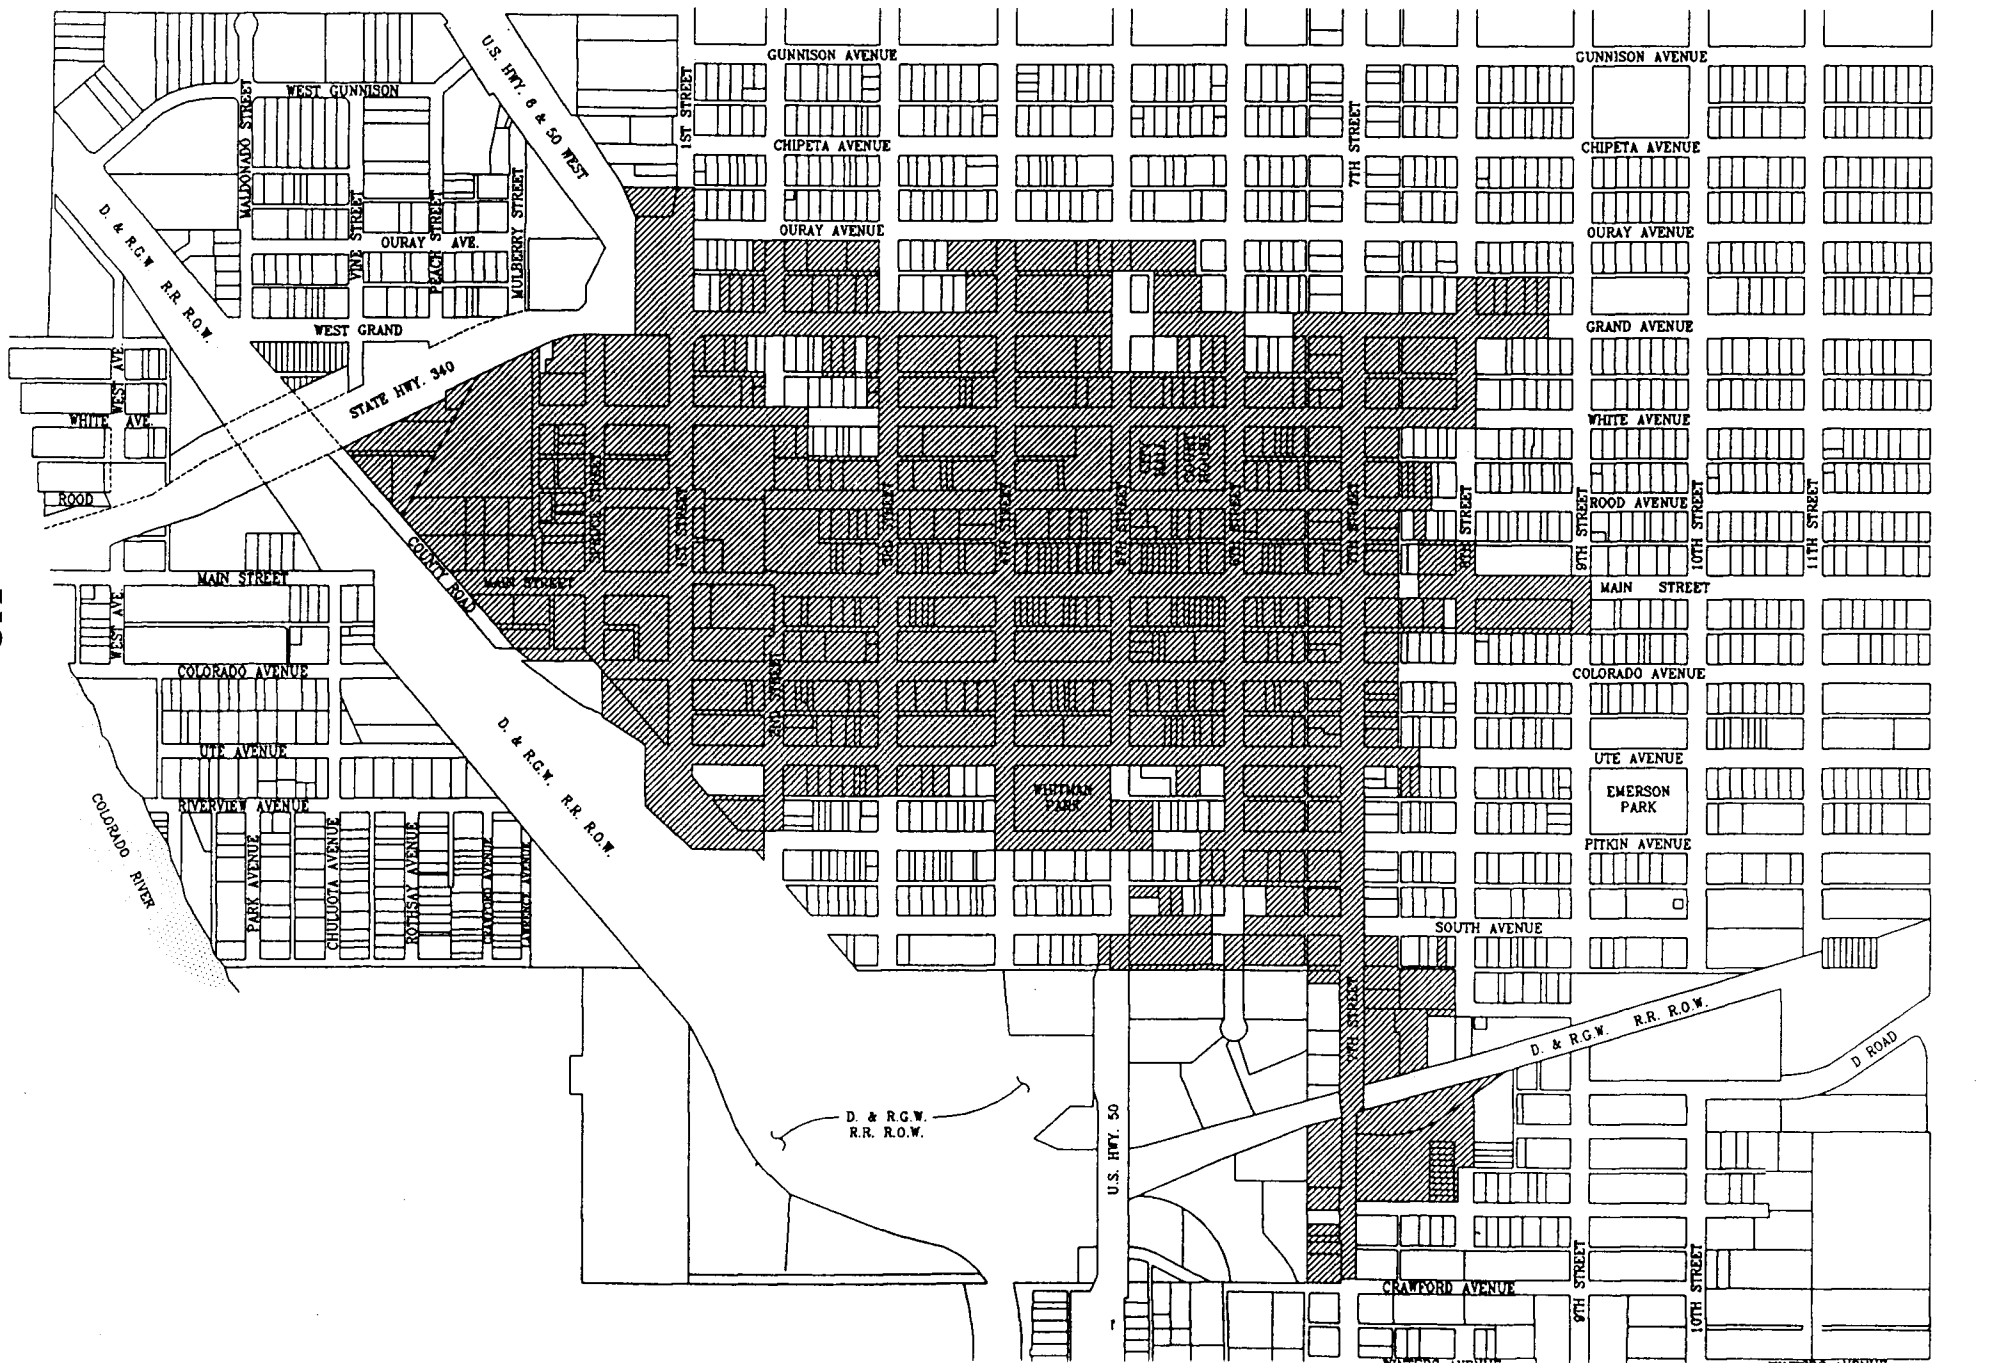 GUNNISON AVENUE
GUNNISON AVENUE
U.S. HWY. 6 & 50 WEST
WEST GUNNISON
MALDONADO STREET
1ST STREET
7TH STREET
CHIPETA AVENUE
CHIPETA AVENUE
VINE STREET
PEACH STREET
MULBERRY STREET
D. & R.G.W. R.R. R.O.W.
OURAY AVE.
OURAY AVENUE
OURAY AVENUE
WEST GRAND
GRAND AVENUE
WEST AVE.
STATE HWY. 340
WHITE AVE.
WHITE AVENUE
CITY HALL
COURT HOUSE
ROOD
ROOD AVENUE
SPRUCE STREET
1ST STREET
3RD STREET
4TH STREET
5TH STREET
6TH STREET
7TH STREET
8TH STREET
9TH STREET
10TH STREET
11TH STREET
COUNTY ROAD
MAIN STREET
MAIN STREET
MAIN STREET
WEST AVE.
COLORADO AVENUE
COLORADO AVENUE
2ND STREET
D. & R.G.W. R.R. R.O.W.
UTE AVENUE
UTE AVENUE
WHITMAN
PARK
EMERSON
PARK
RIVERVIEW AVENUE
COLORADO RIVER
PARK AVENUE
CHULUOTA AVENUE
ROTHSAY AVENUE
CRAWFORD AVENUE
LAWRENCE AVENUE
PITKIN AVENUE
SOUTH AVENUE
7TH STREET
D. & R.G.W. R.R. R.O.W.
D ROAD
D. & R.G.W.
R.R. R.O.W.
U.S. HWY. 50
9TH STREET
10TH STREET
CRAWFORD AVENUE